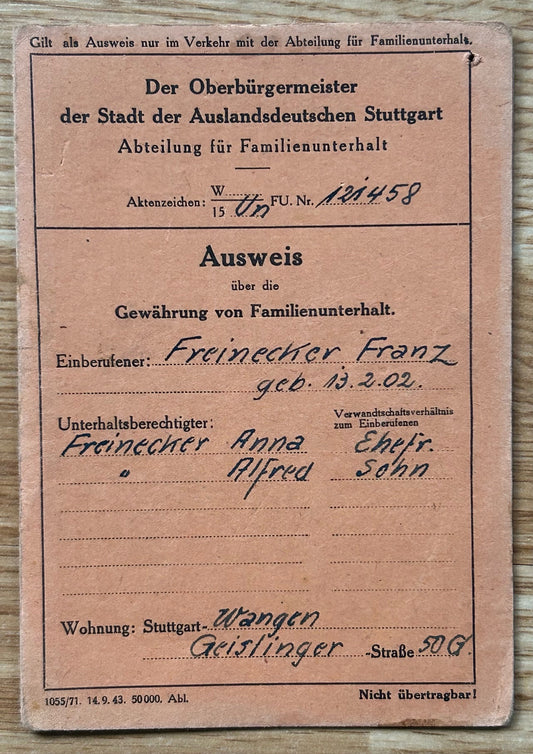 Gilt als Ausweis nur im Verkehr mit der Abteilung für Familienunterhalt.
Der Oberbürgermeister
der Stadt der Auslandsdeutschen Stuttgart
Abteilung für Familienunterhalt
Aktenzeichen: W/15 Un FU. Nr. 121458
Ausweis
über die
Gewährung von Familienunterhalt.
Einberufener: Freinecker Franz
geb. 13.2.02.
Unterhaltsberechtigter: Verwandtschaftsverhältnis zum Einberufenen
Freinecker Anna Ehefr.
" Alfred Sohn
Wohnung: Stuttgart-Wangen
Geislinger -Straße 50
1055/71. 14. 9. 43. 50000. Abl. Nicht übertragbar!